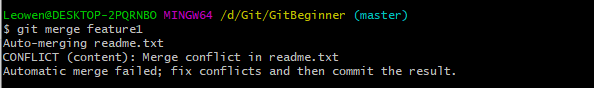 Leowen@DESKTOP-2PQRNBO MINGW64 /d/Git/GitBeginner (master)
$ git merge feature1
Auto-merging readme.txt
CONFLICT (content): Merge conflict in readme.txt
Automatic merge failed; fix conflicts and then commit the result.